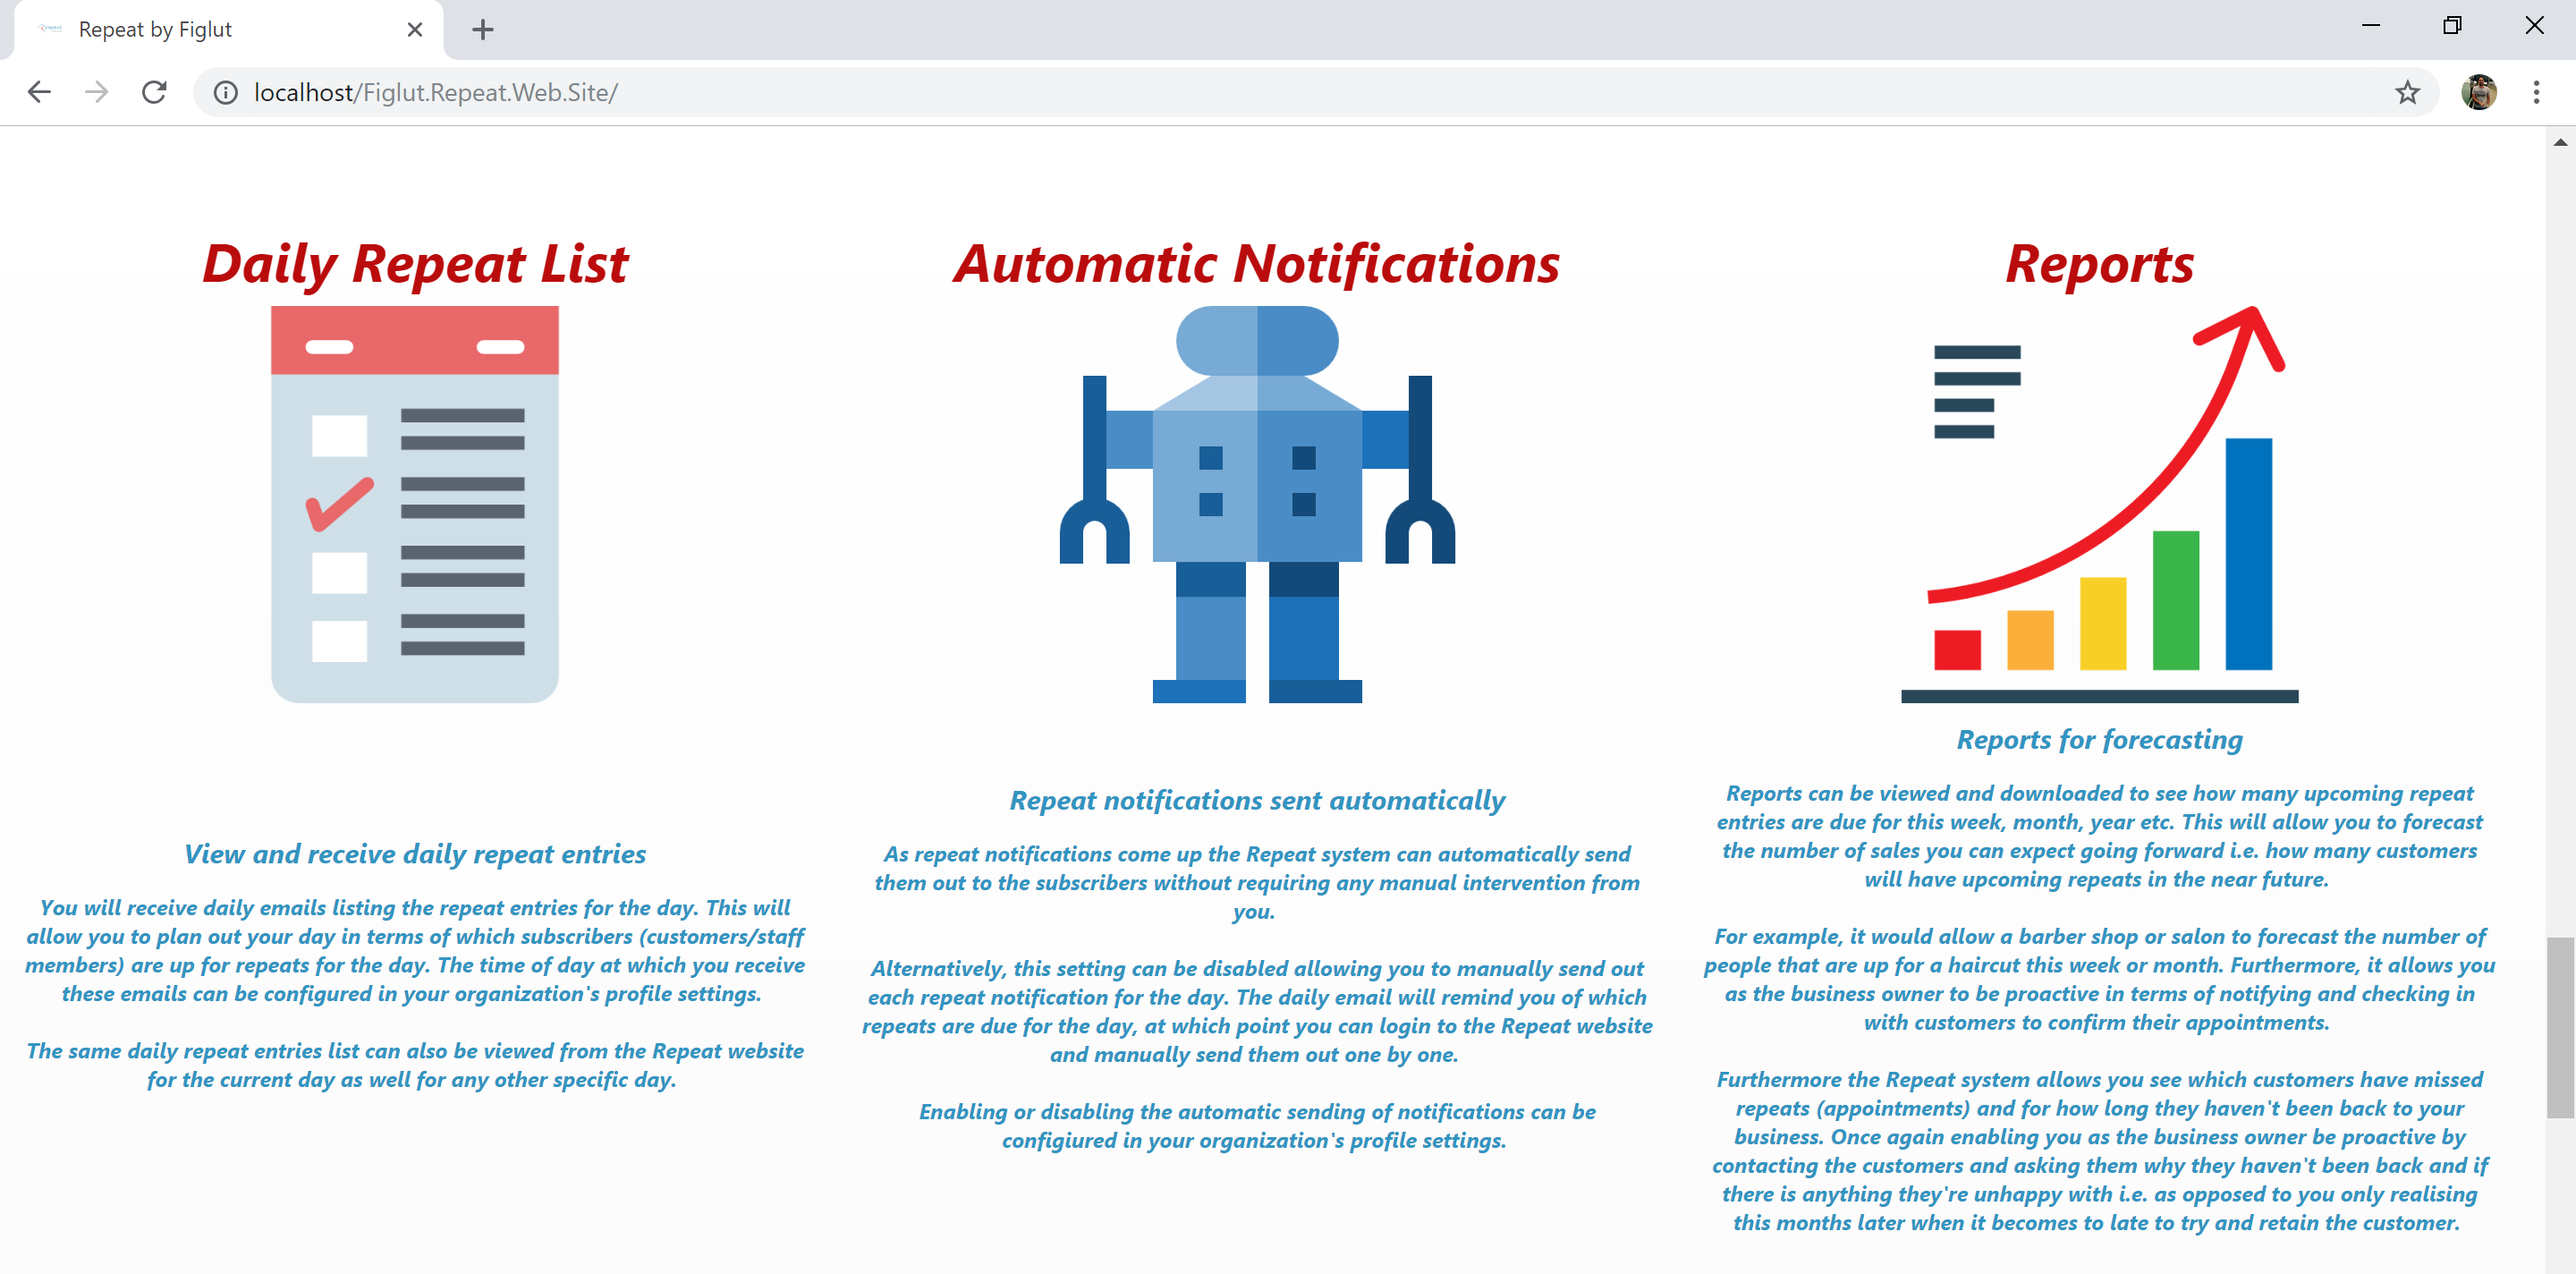 Repeat by Figlut
localhost/Figlut.Repeat.Web.Site/
Daily Repeat List
View and receive daily repeat entries
You will receive daily emails listing the repeat entries for the day. This will
allow you to plan out your day in terms of which subscribers (customers/staff
members) are up for repeats for the day. The time of day at which you receive
these emails can be configured in your organization's profile settings.
The same daily repeat entries list can also be viewed from the Repeat website
for the current day as well for any other specific day.
Automatic Notifications
Repeat notifications sent automatically
As repeat notifications come up the Repeat system can automatically send
them out to the subscribers without requiring any manual intervention from
you.
Alternatively, this setting can be disabled allowing you to manually send out
each repeat notification for the day. The daily email will remind you of which
repeats are due for the day, at which point you can login to the Repeat website
and manually send them out one by one.
Enabling or disabling the automatic sending of notifications can be
configiured in your organization's profile settings.
Reports
Reports for forecasting
Reports can be viewed and downloaded to see how many upcoming repeat
entries are due for this week, month, year etc. This will allow you to forecast
the number of sales you can expect going forward i.e. how many customers
will have upcoming repeats in the near future.
For example, it would allow a barber shop or salon to forecast the number of
people that are up for a haircut this week or month. Furthermore, it allows you
as the business owner to be proactive in terms of notifying and checking in
with customers to confirm their appointments.
Furthermore the Repeat system allows you see which customers have missed
repeats (appointments) and for how long they haven't been back to your
business. Once again enabling you as the business owner be proactive by
contacting the customers and asking them why they haven't been back and if
there is anything they're unhappy with i.e. as opposed to you only realising
this months later when it becomes to late to try and retain the customer.